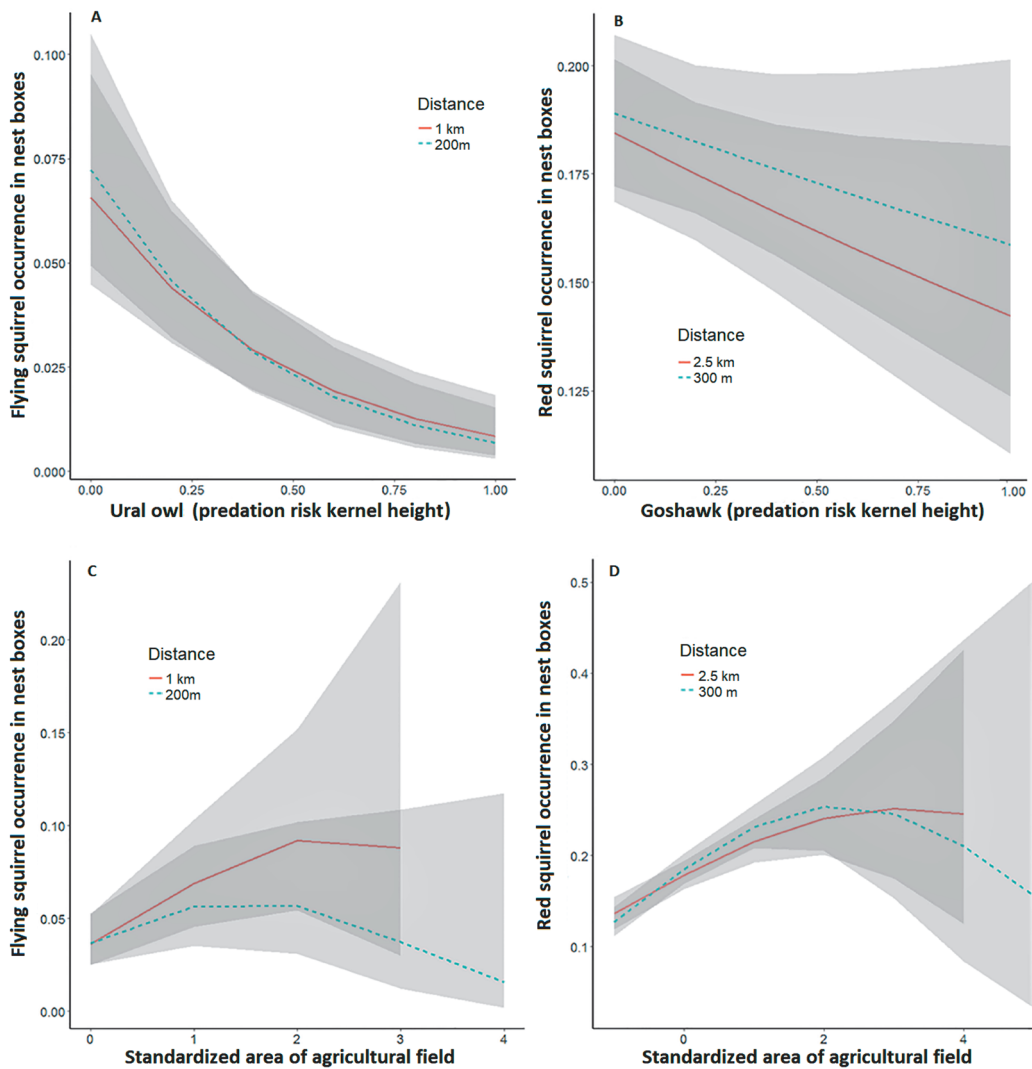 A
Flying squirrel occurrence in nest boxes
0.100
0.075
0.050
0.025
0.000
Distance
1 km
200m
0.00 0.25 0.50 0.75 1.00
Ural owl (predation risk kernel height)
B
Red squirrel occurrence in nest boxes
0.200
0.175
0.150
0.125
Distance
2.5 km
300 m
0.00 0.25 0.50 0.75 1.00
Goshawk (predation risk kernel height)
C
Flying squirrel occurrence in nest boxes
0.20
0.15
0.10
0.05
0.00
Distance
1 km
200m
0 1 2 3 4
Standardized area of agricultural field
D
Red squirrel occurrence in nest boxes
0.5
0.4
0.3
0.2
0.1
Distance
2.5 km
300 m
0 2 4
Standardized area of agricultural field